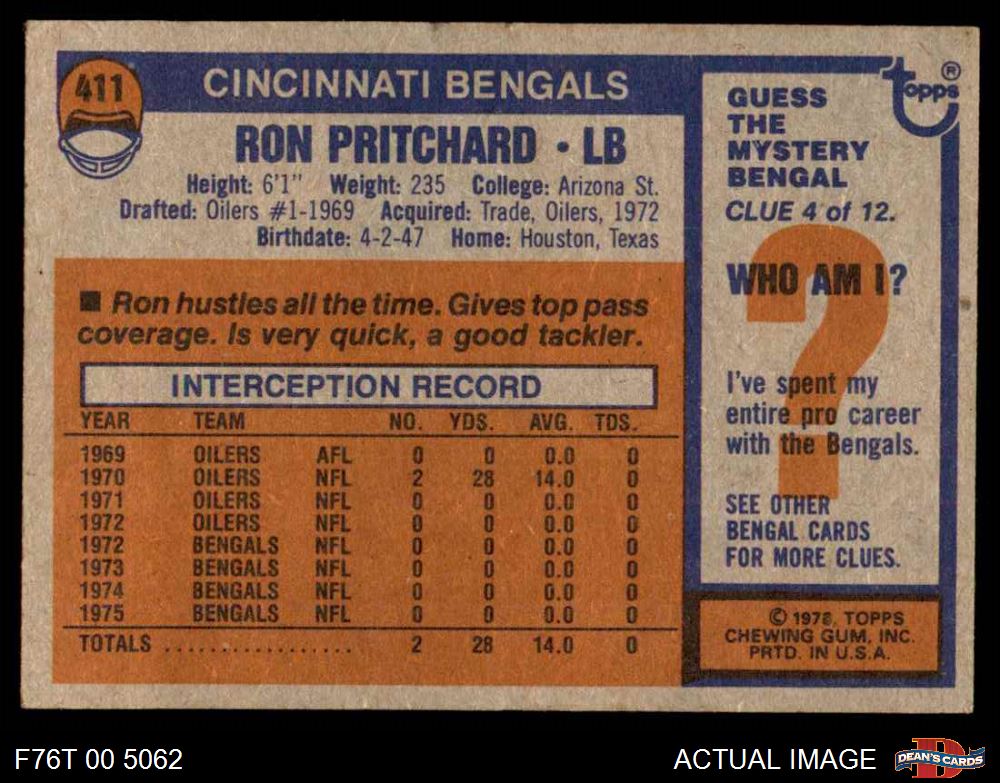 411
CINCINNATI BENGALS
RON PRITCHARD • LB
Height: 6'1" Weight: 235 College: Arizona St.
Drafted: Oilers #1-1969 Acquired: Trade, Oilers, 1972
Birthdate: 4-2-47 Home: Houston, Texas
■ Ron hustles all the time. Gives top pass
coverage. Is very quick, a good tackler.
INTERCEPTION RECORD
YEAR TEAM NO. YDS. AVG. TDS.
1969 OILERS AFL 0 0 0.0 0
1970 OILERS NFL 2 28 14.0 0
1971 OILERS NFL 0 0 0.0 0
1972 OILERS NFL 0 0 0.0 0
1972 BENGALS NFL 0 0 0.0 0
1973 BENGALS NFL 0 0 0.0 0
1974 BENGALS NFL 0 0 0.0 0
1975 BENGALS NFL 0 0 0.0 0
TOTALS .................. 2 28 14.0 0
topps®
GUESS
THE
MYSTERY
BENGAL
CLUE 4 of 12.
WHO AM I?
?
I've spent my
entire pro career
with the Bengals.
SEE OTHER
BENGAL CARDS
FOR MORE CLUES.
© TOPPS
CHEWING GUM, INC.
PRTD. IN U.S.A.
F76T 00 5062
ACTUAL IMAGE
D
DEAN'S CARDS